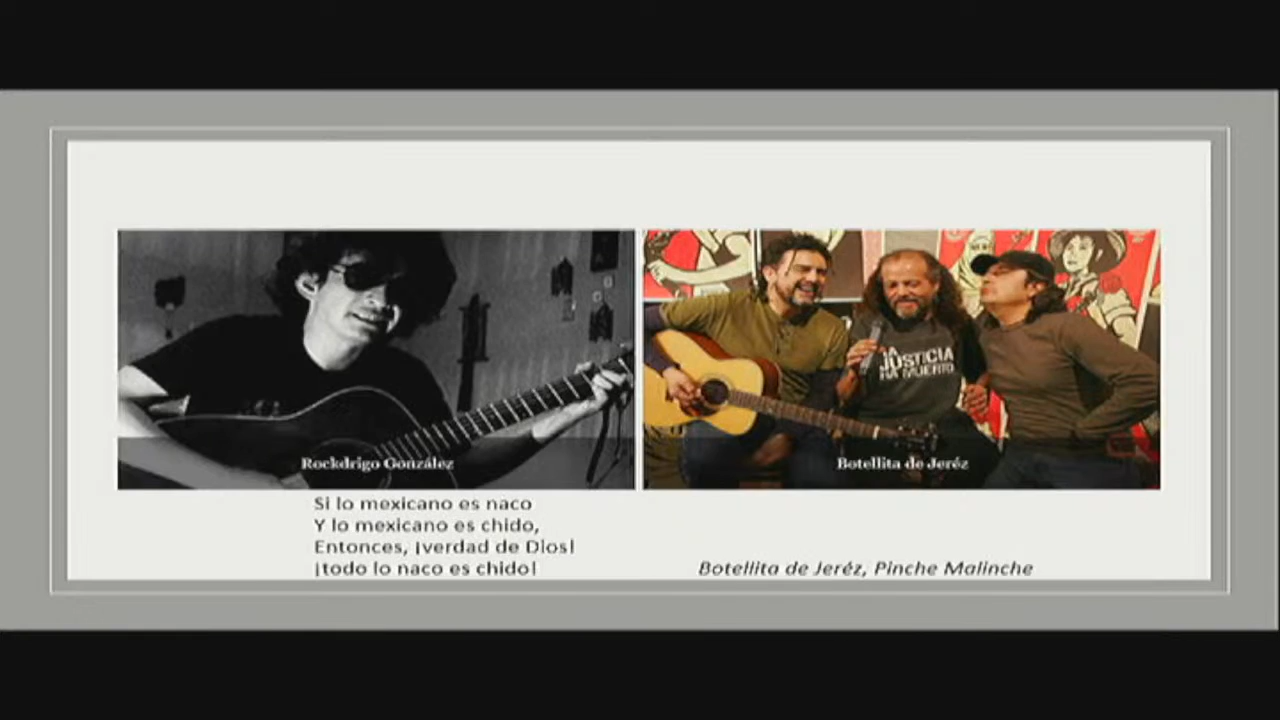 LA
JUSTICIA
HA MUERTO
Rockdrigo González
Botellita de Jeréz
Si lo mexicano es naco
Y lo mexicano es chido,
Entonces, ¡verdad de Dios!
¡todo lo naco es chido!
Botellita de Jeréz, Pinche Malinche